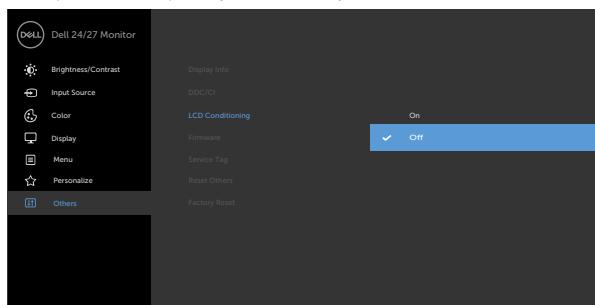 DELL
Dell 24/27 Monitor
Brightness/Contrast
Input Source
Color
Display
Menu
Personalize
Others
Display Info
DDC/CI
LCD Conditioning
Firmware
Service Tag
Reset Others
Factory Reset
On
Off